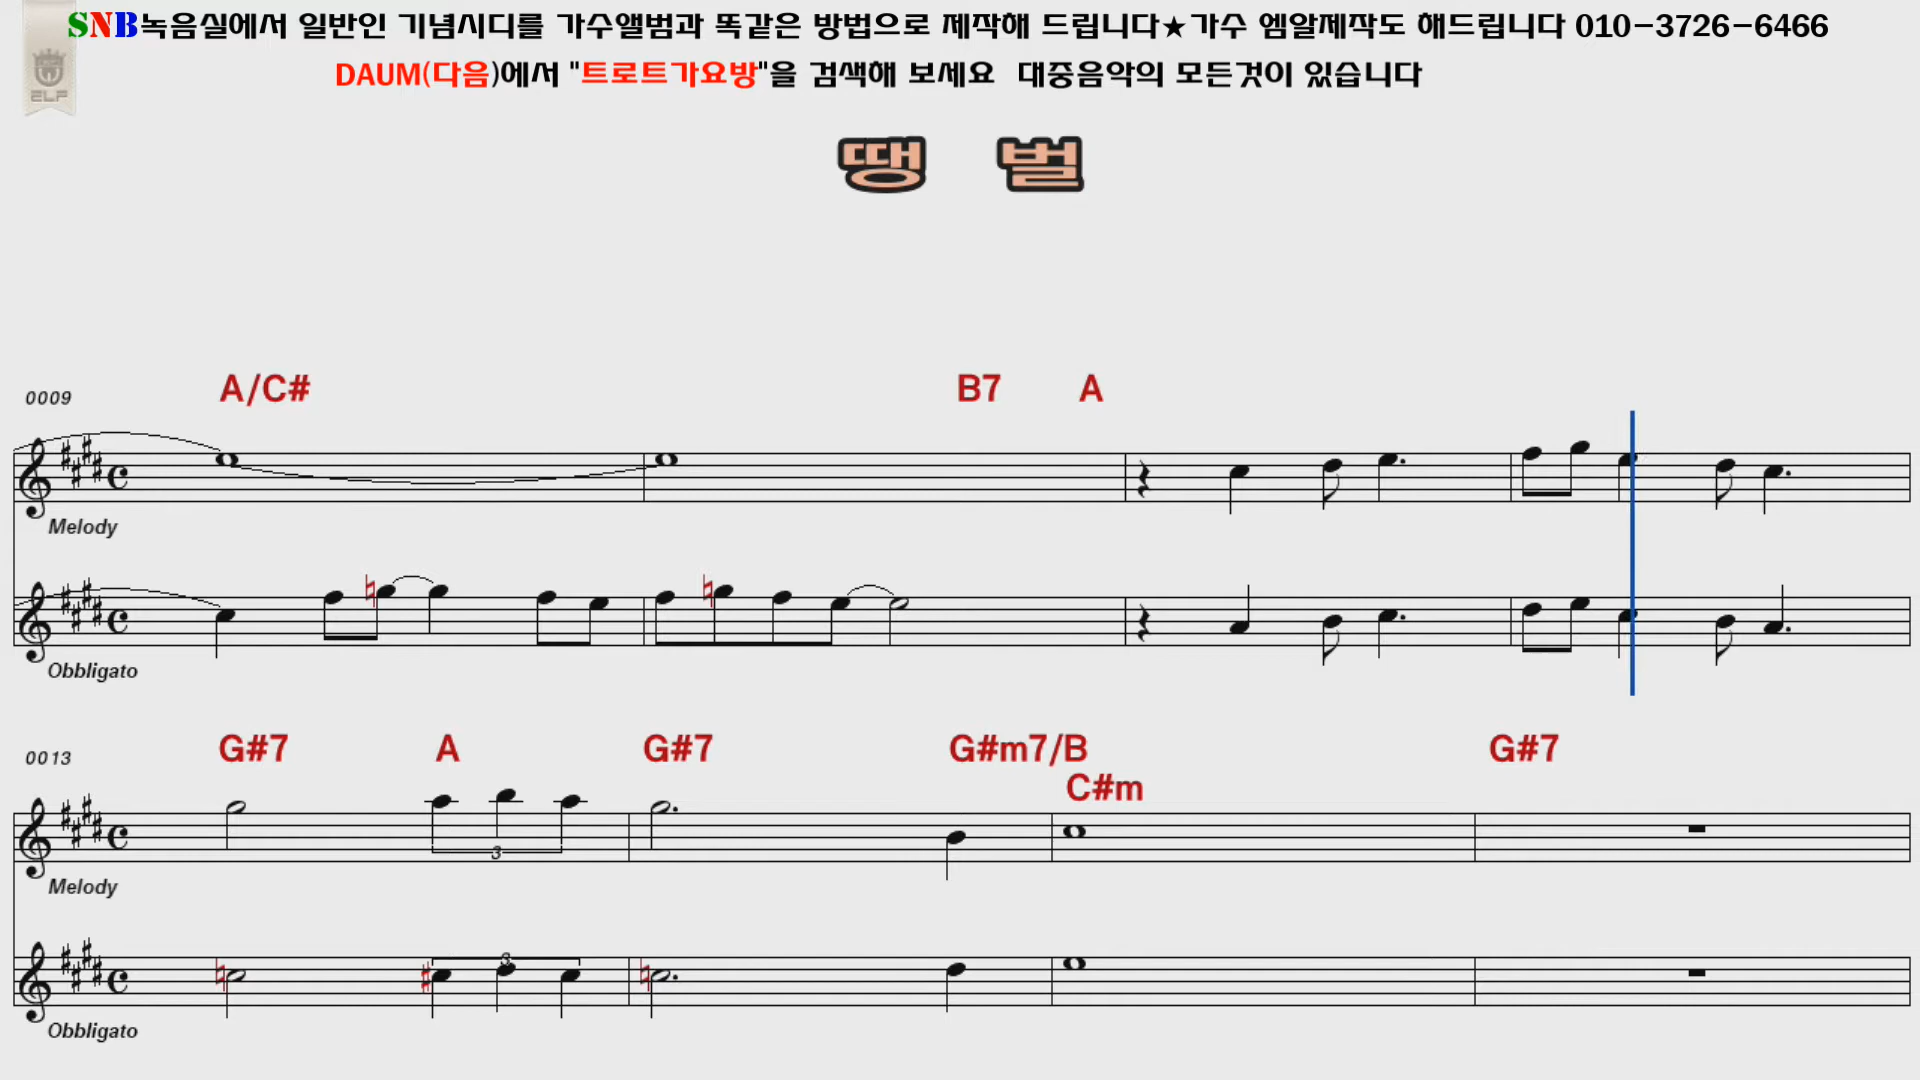 SNB녹음실에서 일반인 기념시디를 가수앨범과 똑같은 방법으로 제작해 드립니다★가수 엠알제작도 해드립니다 010-3726-6466
DAUM(다음)에서 "트로트가요방"을 검색해 보세요 대중음악의 모든것이 있습니다
ELF
땡 벌
0009 A/C# B7 A
Melody
Obbligato
0013 G#7 A G#7 G#m7/B G#7
C#m
3
Melody
3
Obbligato